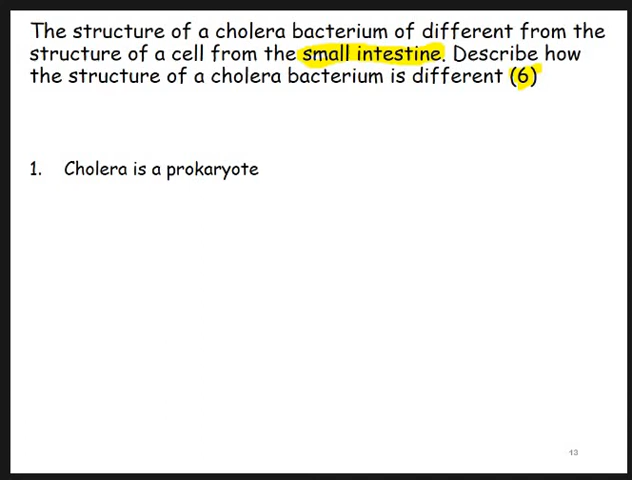 The structure of a cholera bacterium of different from the
structure of a cell from the small intestine. Describe how
the structure of a cholera bacterium is different (6)
1. Cholera is a prokaryote
13